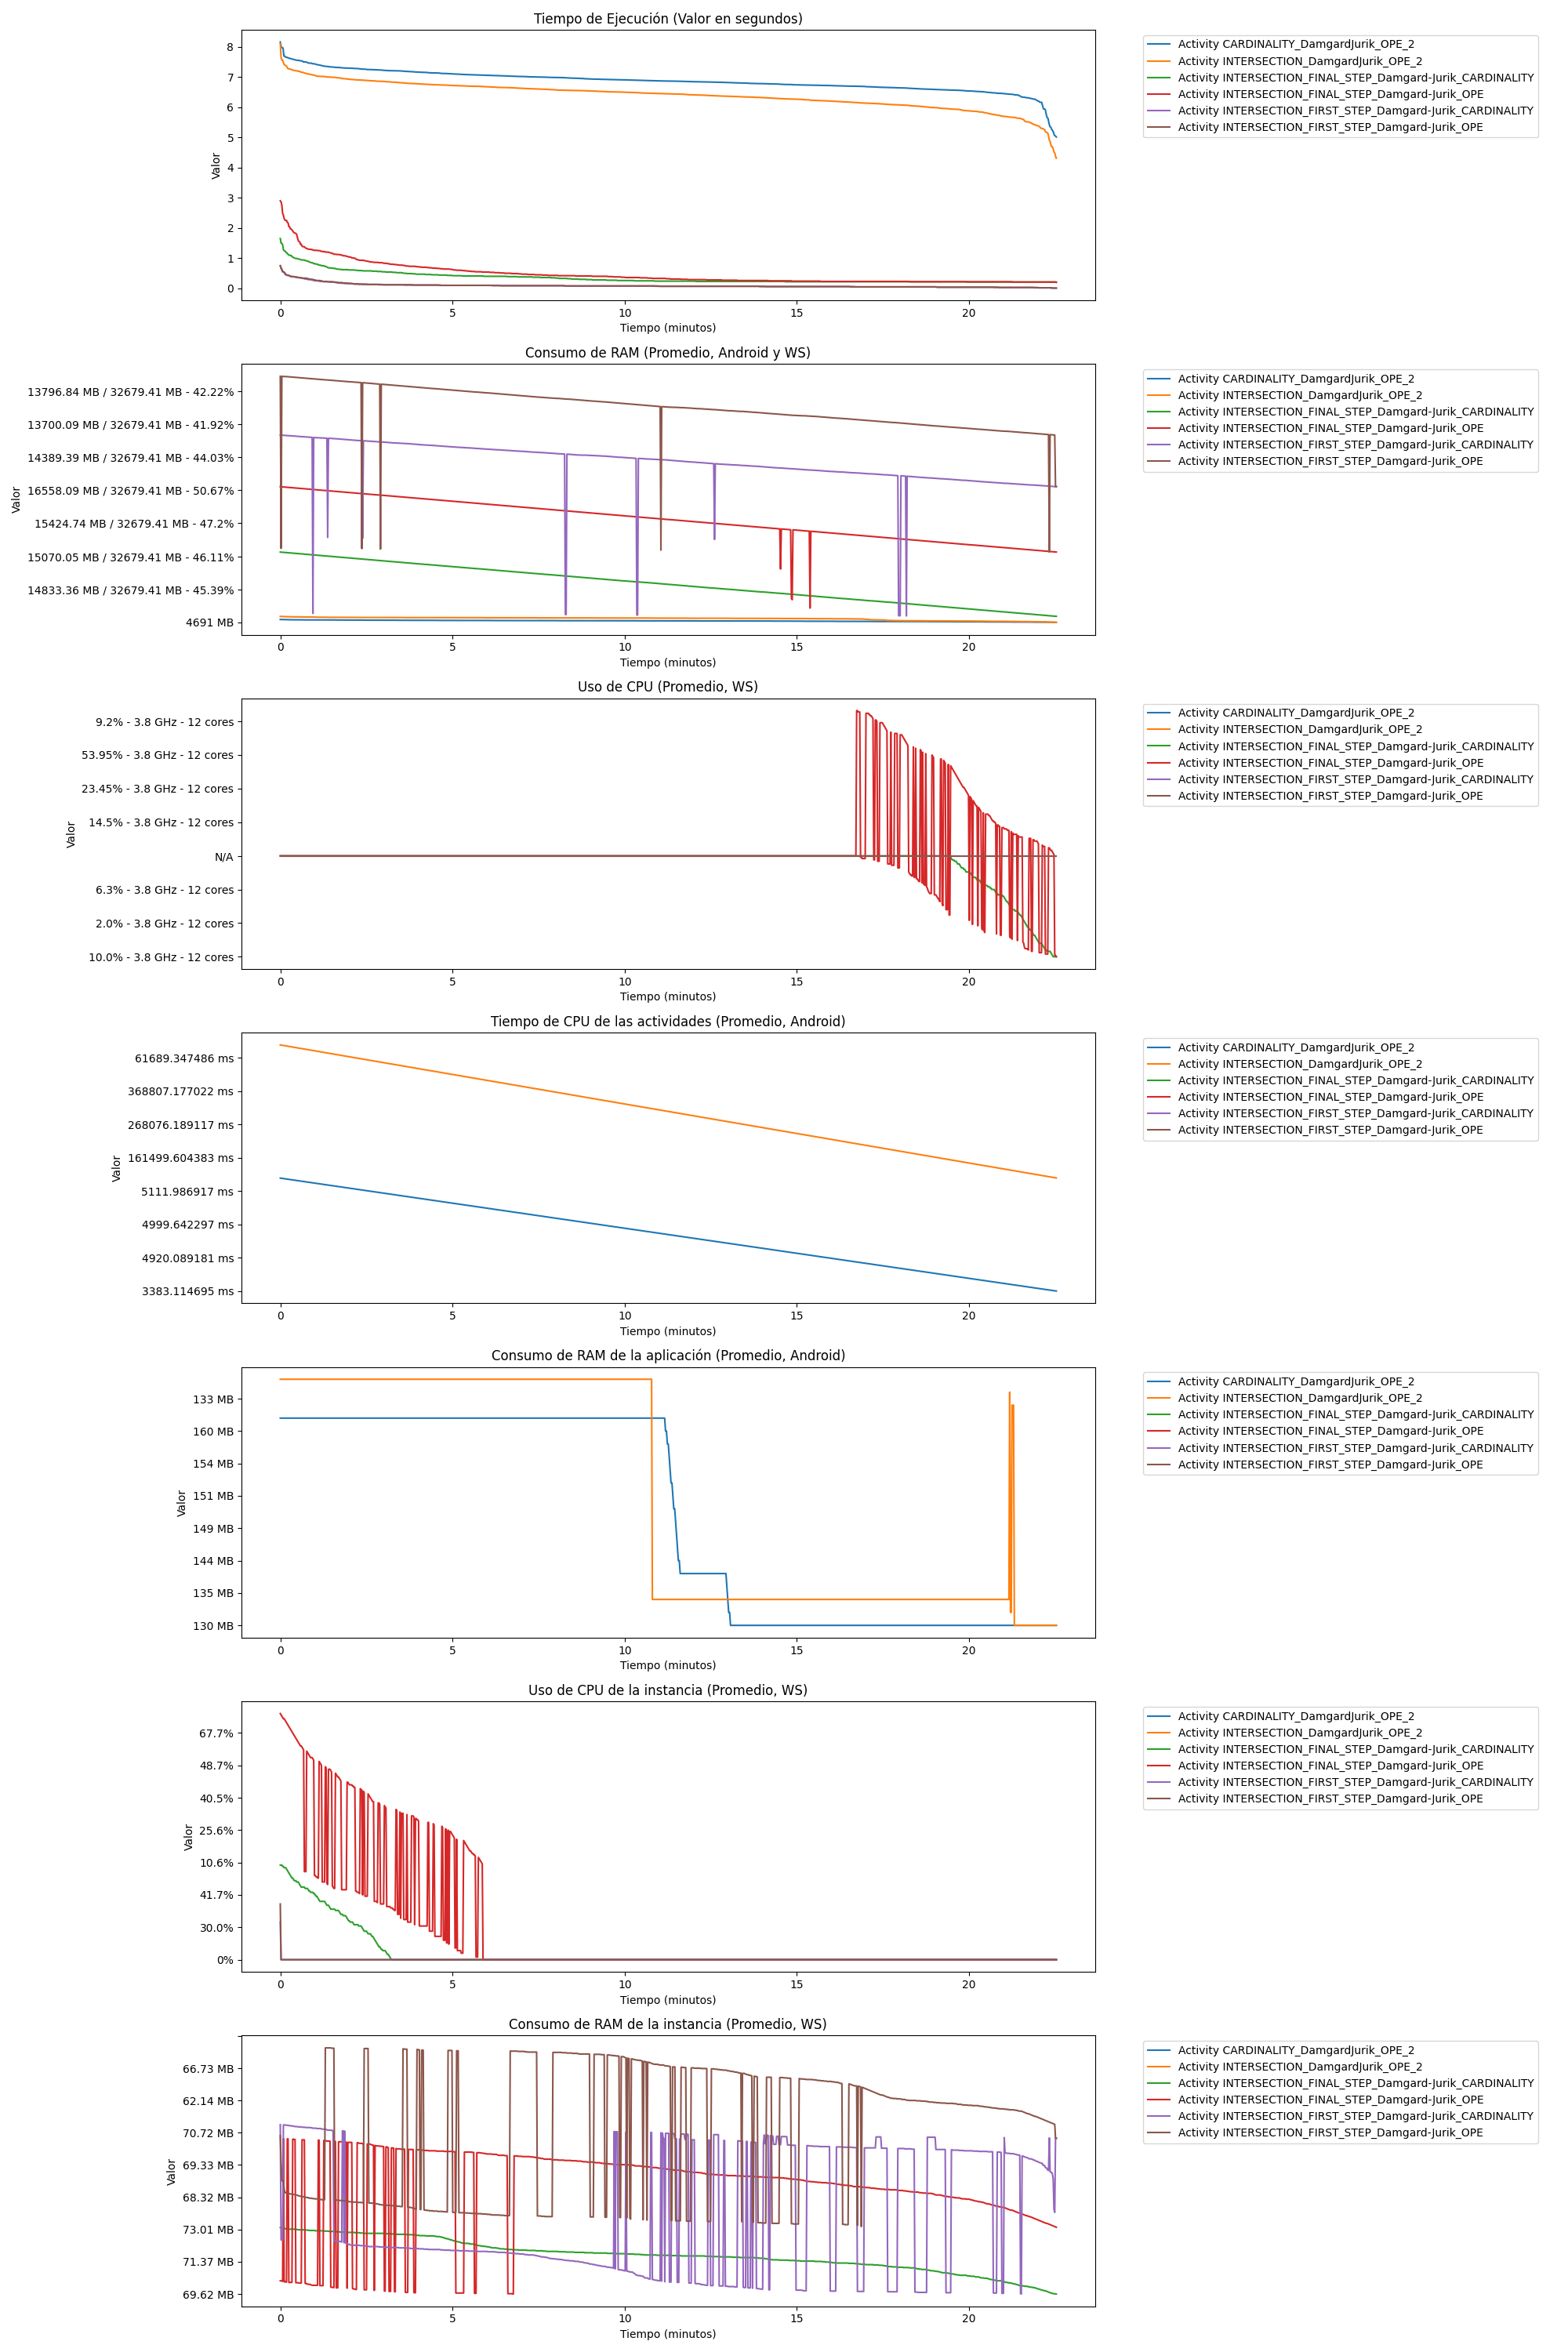 Tiempo de Ejecución (Valor en segundos)
8
7
6
5
4
3
2
1
0
Valor
0 5 10 15 20
Tiempo (minutos)
Activity CARDINALITY_DamgardJurik_OPE_2
Activity INTERSECTION_DamgardJurik_OPE_2
Activity INTERSECTION_FINAL_STEP_Damgard-Jurik_CARDINALITY
Activity INTERSECTION_FINAL_STEP_Damgard-Jurik_OPE
Activity INTERSECTION_FIRST_STEP_Damgard-Jurik_CARDINALITY
Activity INTERSECTION_FIRST_STEP_Damgard-Jurik_OPE
Consumo de RAM (Promedio, Android y WS)
13796.84 MB / 32679.41 MB - 42.22%
13700.09 MB / 32679.41 MB - 41.92%
14389.39 MB / 32679.41 MB - 44.03%
16558.09 MB / 32679.41 MB - 50.67%
15424.74 MB / 32679.41 MB - 47.2%
15070.05 MB / 32679.41 MB - 46.11%
14833.36 MB / 32679.41 MB - 45.39%
4691 MB
Valor
0 5 10 15 20
Tiempo (minutos)
Activity CARDINALITY_DamgardJurik_OPE_2
Activity INTERSECTION_DamgardJurik_OPE_2
Activity INTERSECTION_FINAL_STEP_Damgard-Jurik_CARDINALITY
Activity INTERSECTION_FINAL_STEP_Damgard-Jurik_OPE
Activity INTERSECTION_FIRST_STEP_Damgard-Jurik_CARDINALITY
Activity INTERSECTION_FIRST_STEP_Damgard-Jurik_OPE
Uso de CPU (Promedio, WS)
9.2% - 3.8 GHz - 12 cores
53.95% - 3.8 GHz - 12 cores
23.45% - 3.8 GHz - 12 cores
14.5% - 3.8 GHz - 12 cores
N/A
6.3% - 3.8 GHz - 12 cores
2.0% - 3.8 GHz - 12 cores
10.0% - 3.8 GHz - 12 cores
Valor
0 5 10 15 20
Tiempo (minutos)
Activity CARDINALITY_DamgardJurik_OPE_2
Activity INTERSECTION_DamgardJurik_OPE_2
Activity INTERSECTION_FINAL_STEP_Damgard-Jurik_CARDINALITY
Activity INTERSECTION_FINAL_STEP_Damgard-Jurik_OPE
Activity INTERSECTION_FIRST_STEP_Damgard-Jurik_CARDINALITY
Activity INTERSECTION_FIRST_STEP_Damgard-Jurik_OPE
Tiempo de CPU de las actividades (Promedio, Android)
61689.347486 ms
368807.177022 ms
268076.189117 ms
161499.604383 ms
5111.986917 ms
4999.642297 ms
4920.089181 ms
3383.114695 ms
Valor
0 5 10 15 20
Tiempo (minutos)
Activity CARDINALITY_DamgardJurik_OPE_2
Activity INTERSECTION_DamgardJurik_OPE_2
Activity INTERSECTION_FINAL_STEP_Damgard-Jurik_CARDINALITY
Activity INTERSECTION_FINAL_STEP_Damgard-Jurik_OPE
Activity INTERSECTION_FIRST_STEP_Damgard-Jurik_CARDINALITY
Activity INTERSECTION_FIRST_STEP_Damgard-Jurik_OPE
Consumo de RAM de la aplicación (Promedio, Android)
133 MB
160 MB
154 MB
151 MB
149 MB
144 MB
135 MB
130 MB
Valor
0 5 10 15 20
Tiempo (minutos)
Activity CARDINALITY_DamgardJurik_OPE_2
Activity INTERSECTION_DamgardJurik_OPE_2
Activity INTERSECTION_FINAL_STEP_Damgard-Jurik_CARDINALITY
Activity INTERSECTION_FINAL_STEP_Damgard-Jurik_OPE
Activity INTERSECTION_FIRST_STEP_Damgard-Jurik_CARDINALITY
Activity INTERSECTION_FIRST_STEP_Damgard-Jurik_OPE
Uso de CPU de la instancia (Promedio, WS)
67.7%
48.7%
40.5%
25.6%
10.6%
41.7%
30.0%
0%
Valor
0 5 10 15 20
Tiempo (minutos)
Activity CARDINALITY_DamgardJurik_OPE_2
Activity INTERSECTION_DamgardJurik_OPE_2
Activity INTERSECTION_FINAL_STEP_Damgard-Jurik_CARDINALITY
Activity INTERSECTION_FINAL_STEP_Damgard-Jurik_OPE
Activity INTERSECTION_FIRST_STEP_Damgard-Jurik_CARDINALITY
Activity INTERSECTION_FIRST_STEP_Damgard-Jurik_OPE
Consumo de RAM de la instancia (Promedio, WS)
66.73 MB
62.14 MB
70.72 MB
69.33 MB
68.32 MB
73.01 MB
71.37 MB
69.62 MB
Valor
0 5 10 15 20
Tiempo (minutos)
Activity CARDINALITY_DamgardJurik_OPE_2
Activity INTERSECTION_DamgardJurik_OPE_2
Activity INTERSECTION_FINAL_STEP_Damgard-Jurik_CARDINALITY
Activity INTERSECTION_FINAL_STEP_Damgard-Jurik_OPE
Activity INTERSECTION_FIRST_STEP_Damgard-Jurik_CARDINALITY
Activity INTERSECTION_FIRST_STEP_Damgard-Jurik_OPE